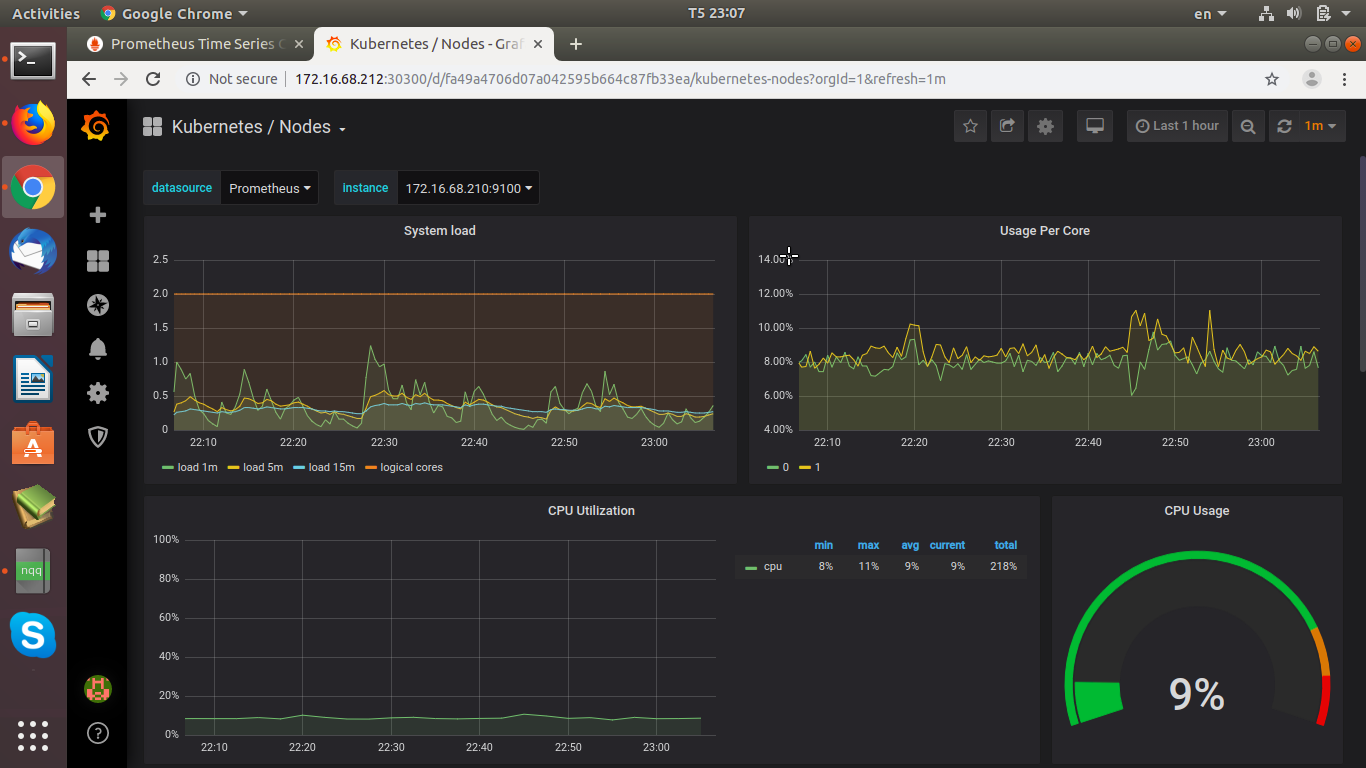 Activities Google Chrome T5 23:07 en
Prometheus Time Series Kubernetes / Nodes - Graf
Not secure 172.16.68.212:30300/d/fa49a4706d07a042595b664c87fb33ea/kubernetes-nodes?orgId=1&refresh=1m
Kubernetes / Nodes Last 1 hour 1m
datasource Prometheus instance 172.16.68.210:9100
System load
2.5
2.0
1.5
1.0
0.5
0
22:10 22:20 22:30 22:40 22:50 23:00
load 1m load 5m load 15m logical cores
Usage Per Core
14.00%
12.00%
10.00%
8.00%
6.00%
4.00%
22:10 22:20 22:30 22:40 22:50 23:00
0 1
CPU Utilization
100%
80%
60%
40%
20%
0%
22:10 22:20 22:30 22:40 22:50 23:00
min max avg current total
cpu 8% 11% 9% 9% 218%
CPU Usage
9%
nqq
S
?